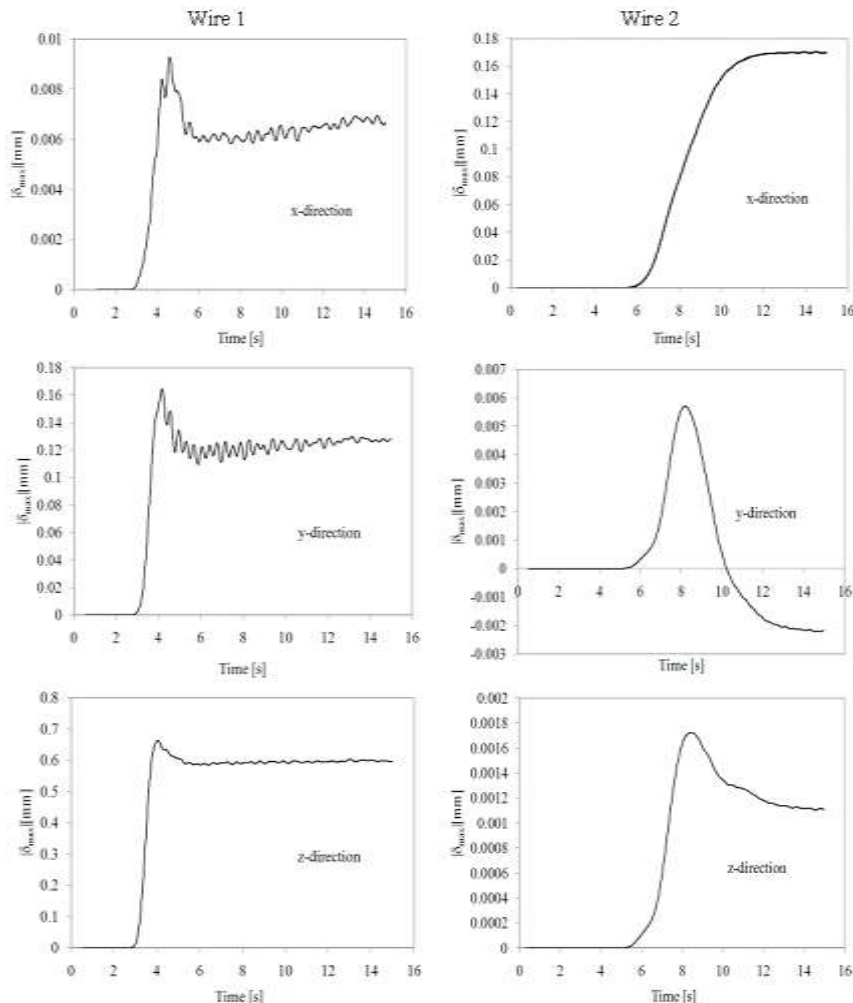 Wire 1
Wire 2
0.01
0.008
0.006
0.004
0.002
0
0 2 4 6 8 10 12 14 16
|δmax|[mm]
x-direction
Time [s]
0.18
0.16
0.14
0.12
0.1
0.08
0.06
0.04
0.02
0
0 2 4 6 8 10 12 14 16
|δmax|[mm]
x-direction
Time [s]
0.18
0.16
0.14
0.12
0.1
0.08
0.06
0.04
0.02
0
0 2 4 6 8 10 12 14 16
|δmax|[mm]
y-direction
Time [s]
0.007
0.006
0.005
0.004
0.003
0.002
0.001
0
-0.001
-0.002
-0.003
0 2 4 6 8 10 12 14 16
|δmax|[mm]
y-direction
Time [s]
0.8
0.7
0.6
0.5
0.4
0.3
0.2
0.1
0
0 2 4 6 8 10 12 14 16
|δmax|[mm]
z-direction
Time [s]
0.002
0.0018
0.0016
0.0014
0.0012
0.001
0.0008
0.0006
0.0004
0.0002
0
0 2 4 6 8 10 12 14 16
|δmax|[mm]
z-direction
Time [s]